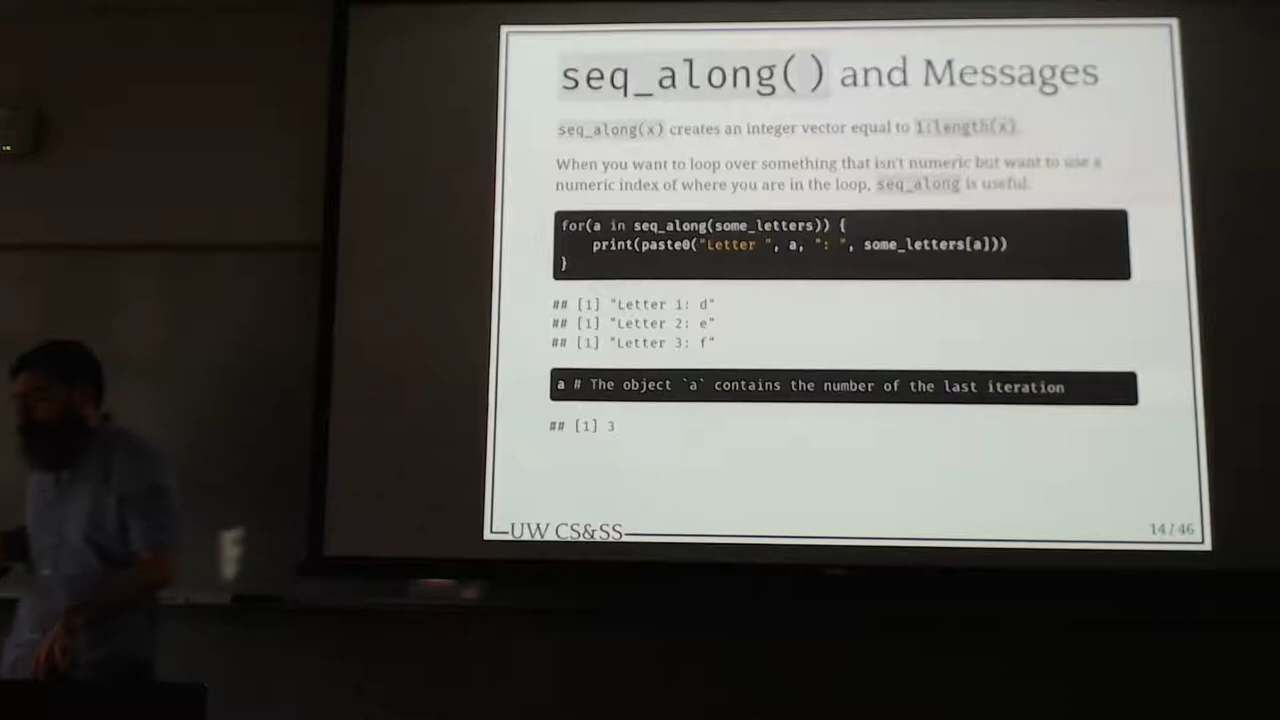 seq_along() and Messages
seq_along(x) creates an integer vector equal to 1:length(x).
When you want to loop over something that isn't numeric but want to use a
numeric index of where you are in the loop, seq_along is useful:
for(a in seq_along(some_letters)) {
    print(paste0("Letter ", a, ": ", some_letters[a]))
}
## [1] "Letter 1: d"
## [1] "Letter 2: e"
## [1] "Letter 3: f"
a # The object `a` contains the number of the last iteration
## [1] 3
UW CS&SS
14 / 46